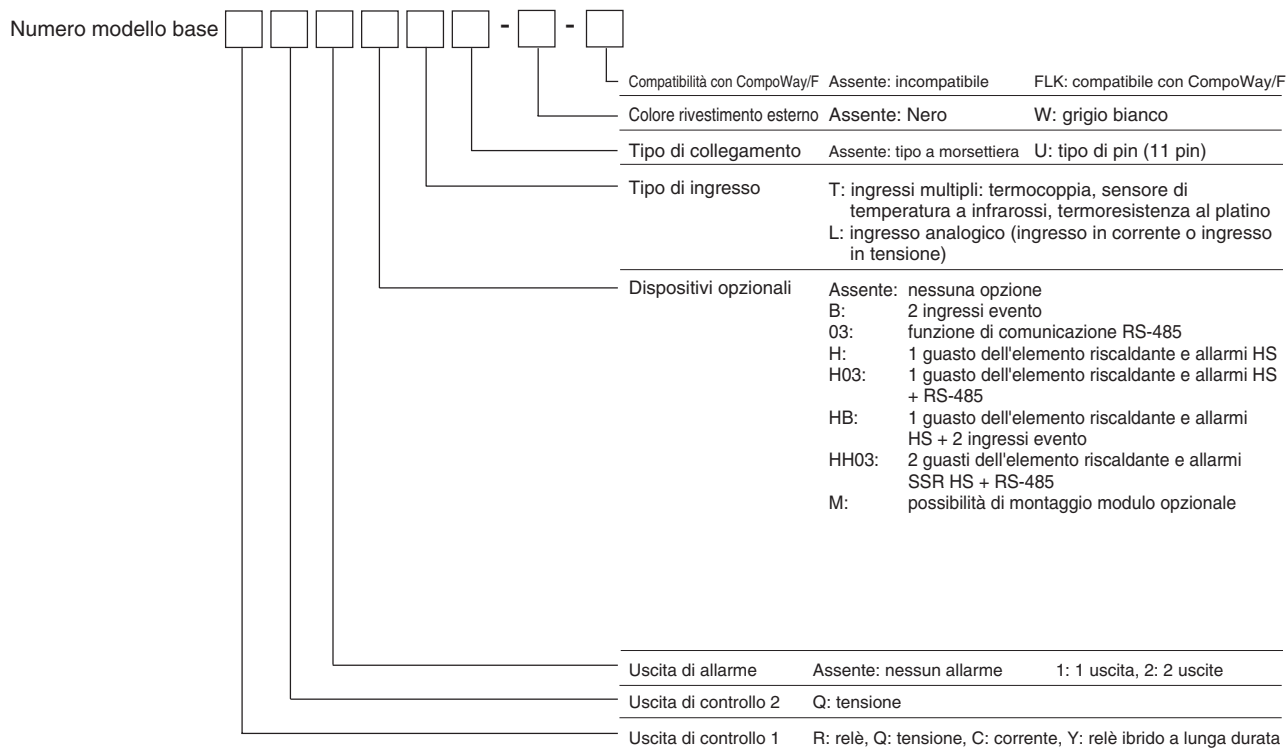 Numero modello base - -
Compatibilità con CompoWay/F Assente: incompatibile FLK: compatibile con CompoWay/F
Colore rivestimento esterno Assente: Nero W: grigio bianco
Tipo di collegamento Assente: tipo a morsettiera U: tipo di pin (11 pin)
Tipo di ingresso T: ingressi multipli: termocoppia, sensore di
temperatura a infrarossi, termoresistenza al platino
L: ingresso analogico (ingresso in corrente o ingresso
in tensione)
Dispositivi opzionali Assente: nessuna opzione
B: 2 ingressi evento
03: funzione di comunicazione RS-485
H: 1 guasto dell'elemento riscaldante e allarmi HS
H03: 1 guasto dell'elemento riscaldante e allarmi HS
+ RS-485
HB: 1 guasto dell'elemento riscaldante e allarmi
HS + 2 ingressi evento
HH03: 2 guasti dell'elemento riscaldante e allarmi
SSR HS + RS-485
M: possibilità di montaggio modulo opzionale
Uscita di allarme Assente: nessun allarme 1: 1 uscita, 2: 2 uscite
Uscita di controllo 2 Q: tensione
Uscita di controllo 1 R: relè, Q: tensione, C: corrente, Y: relè ibrido a lunga durata